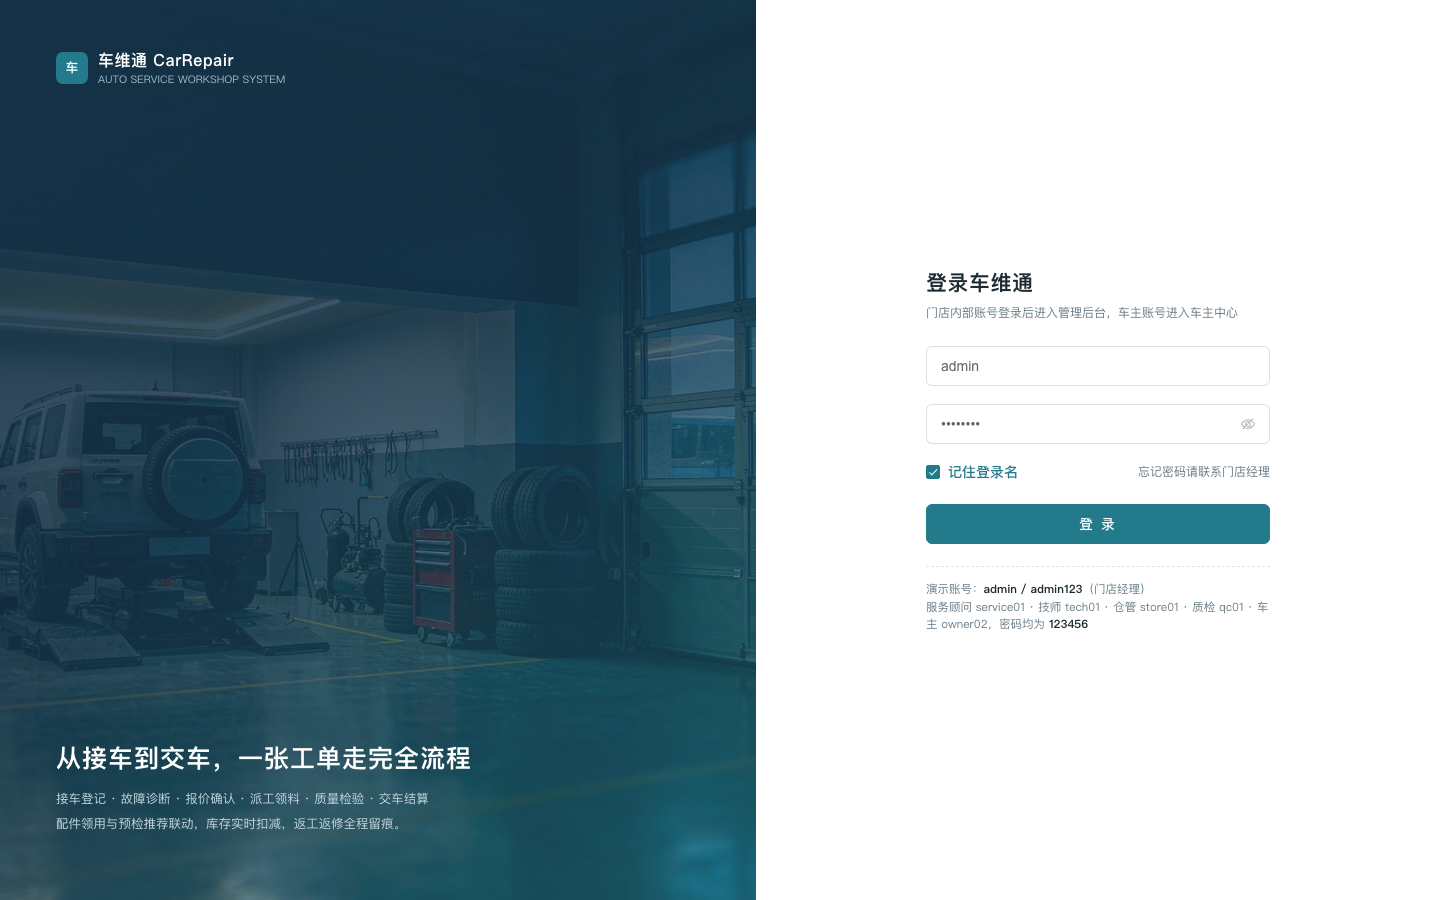 车
车维通 CarRepair
AUTO SERVICE WORKSHOP SYSTEM
从接车到交车，一张工单走完全流程
接车登记 · 故障诊断 · 报价确认 · 派工领料 · 质量检验 · 交车结算
配件领用与预检推荐联动，库存实时扣减，返工返修全程留痕。
登录车维通
门店内部账号登录后进入管理后台，车主账号进入车主中心
admin
••••••••
记住登录名
忘记密码请联系门店经理
登 录
演示账号：admin / admin123（门店经理）
服务顾问 service01 · 技师 tech01 · 仓管 store01 · 质检 qc01 · 车
主 owner02，密码均为 123456